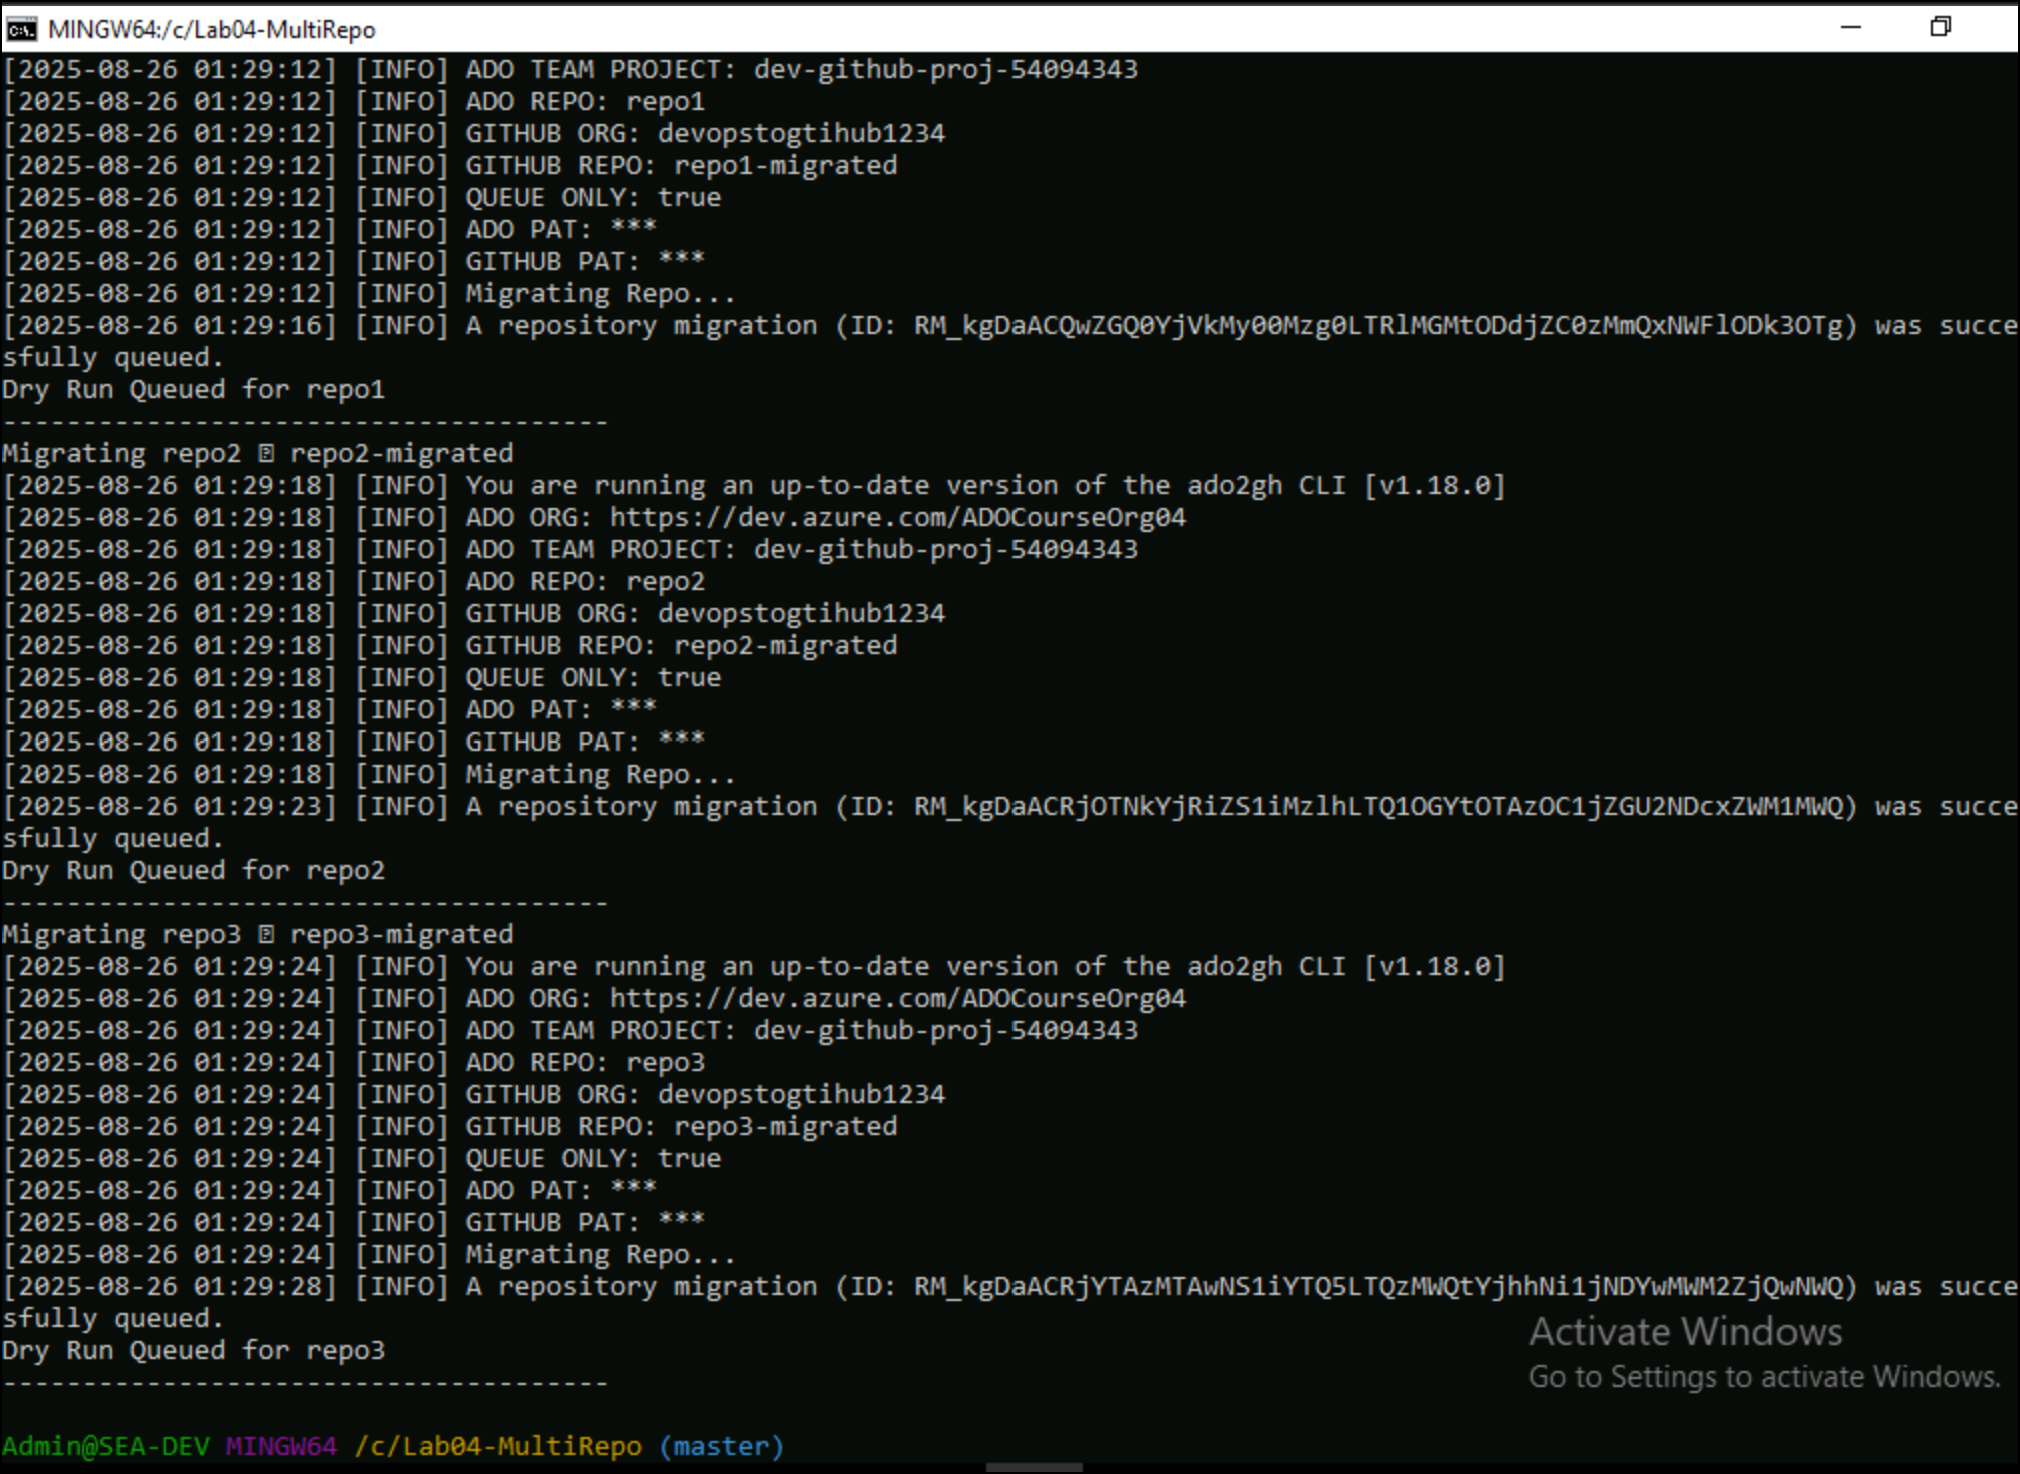 MINGW64:/c/Lab04-MultiRepo
[2025-08-26 01:29:12] [INFO] ADO TEAM PROJECT: dev-github-proj-54094343
[2025-08-26 01:29:12] [INFO] ADO REPO: repo1
[2025-08-26 01:29:12] [INFO] GITHUB ORG: devopstogtihub1234
[2025-08-26 01:29:12] [INFO] GITHUB REPO: repo1-migrated
[2025-08-26 01:29:12] [INFO] QUEUE ONLY: true
[2025-08-26 01:29:12] [INFO] ADO PAT: ***
[2025-08-26 01:29:12] [INFO] GITHUB PAT: ***
[2025-08-26 01:29:12] [INFO] Migrating Repo...
[2025-08-26 01:29:16] [INFO] A repository migration (ID: RM_kgDaACQwZGQ0YjVkMy00Mzg0LTRlMGMtODdjZC0zMmQxNWFlODk3OTg) was succe
sfully queued.
Dry Run Queued for repo1
--------------------------------------
Migrating repo2 → repo2-migrated
[2025-08-26 01:29:18] [INFO] You are running an up-to-date version of the ado2gh CLI [v1.18.0]
[2025-08-26 01:29:18] [INFO] ADO ORG: https://dev.azure.com/ADOCourseOrg04
[2025-08-26 01:29:18] [INFO] ADO TEAM PROJECT: dev-github-proj-54094343
[2025-08-26 01:29:18] [INFO] ADO REPO: repo2
[2025-08-26 01:29:18] [INFO] GITHUB ORG: devopstogtihub1234
[2025-08-26 01:29:18] [INFO] GITHUB REPO: repo2-migrated
[2025-08-26 01:29:18] [INFO] QUEUE ONLY: true
[2025-08-26 01:29:18] [INFO] ADO PAT: ***
[2025-08-26 01:29:18] [INFO] GITHUB PAT: ***
[2025-08-26 01:29:18] [INFO] Migrating Repo...
[2025-08-26 01:29:23] [INFO] A repository migration (ID: RM_kgDaACRjOTNkYjRiZS1iMzlhLTQ1OGYtOTAzOC1jZGU2NDcxZWM1MWQ) was succe
sfully queued.
Dry Run Queued for repo2
--------------------------------------
Migrating repo3 → repo3-migrated
[2025-08-26 01:29:24] [INFO] You are running an up-to-date version of the ado2gh CLI [v1.18.0]
[2025-08-26 01:29:24] [INFO] ADO ORG: https://dev.azure.com/ADOCourseOrg04
[2025-08-26 01:29:24] [INFO] ADO TEAM PROJECT: dev-github-proj-54094343
[2025-08-26 01:29:24] [INFO] ADO REPO: repo3
[2025-08-26 01:29:24] [INFO] GITHUB ORG: devopstogtihub1234
[2025-08-26 01:29:24] [INFO] GITHUB REPO: repo3-migrated
[2025-08-26 01:29:24] [INFO] QUEUE ONLY: true
[2025-08-26 01:29:24] [INFO] ADO PAT: ***
[2025-08-26 01:29:24] [INFO] GITHUB PAT: ***
[2025-08-26 01:29:24] [INFO] Migrating Repo...
[2025-08-26 01:29:28] [INFO] A repository migration (ID: RM_kgDaACRjYTAzMTAwNS1iYTQ5LTQzMWQtYjhhNi1jNDYwMWM2ZjQwNWQ) was succe
sfully queued.
Dry Run Queued for repo3
--------------------------------------
Activate Windows
Go to Settings to activate Windows.
Admin@SEA-DEV MINGW64 /c/Lab04-MultiRepo (master)